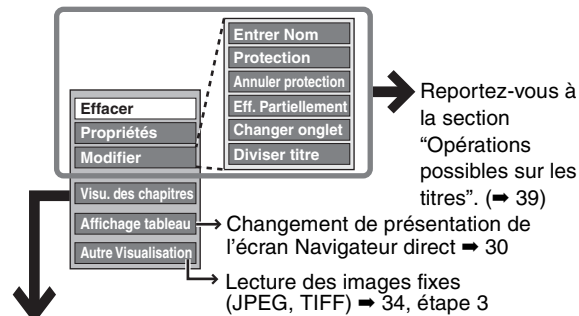 Entrer Nom
Protection
Annuler protection
Eff. Partiellement
Changer onglet
Diviser titre
Effacer
Propriétés
Modifier
Visu. des chapitres
Affichage tableau
Autre Visualisation
Reportez-vous à
la section
“Opérations
possibles sur les
titres”. (➡ 39)
Changement de présentation de
l’écran Navigateur direct ➡ 30
Lecture des images fixes
(JPEG, TIFF) ➡ 34, étape 3